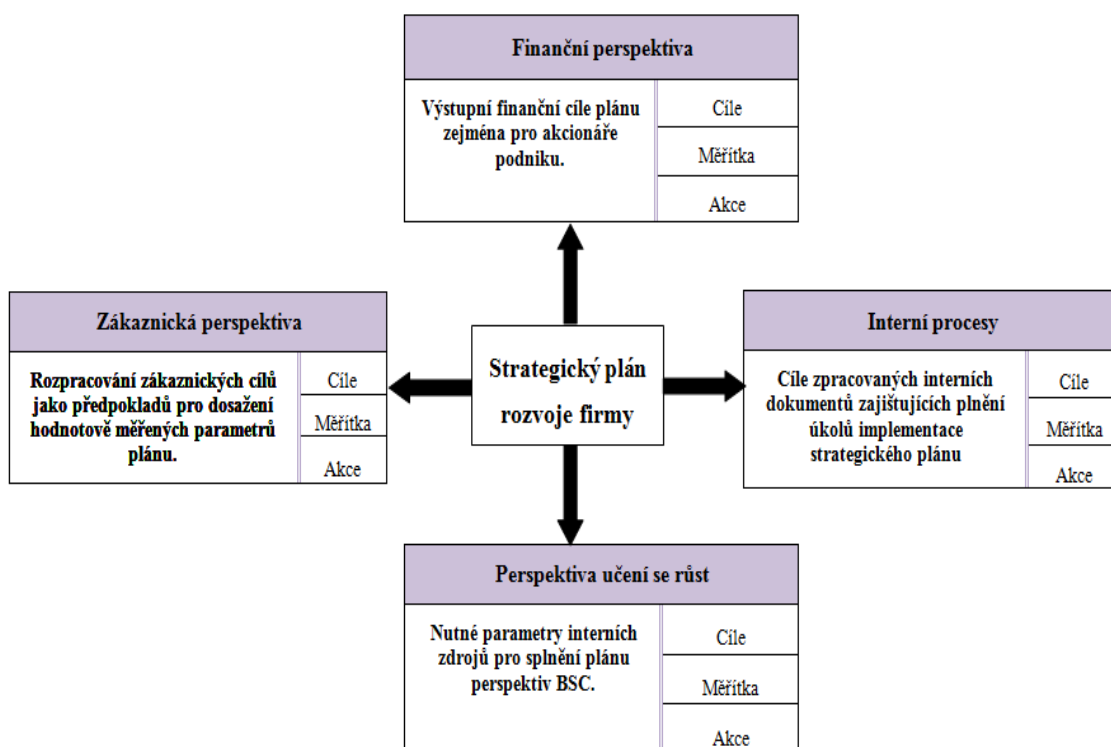 Finanční perspektiva
Výstupní finanční cíle plánu
zejména pro akcionáře
podniku.
Cíle
Měřítka
Akce
Zákaznická perspektiva
Rozpracování zákaznických cílů
jako předpokladů pro dosažení
hodnotově měřených parametrů
plánu.
Cíle
Měřítka
Akce
Strategický plán
rozvoje firmy
Interní procesy
Cíle zpracovaných interních
dokumentů zajištujících plnění
úkolů implementace
strategického plánu
Cíle
Měřítka
Akce
Perspektiva učení se růst
Nutné parametry interních
zdrojů pro splnění plánu
perspektiv BSC.
Cíle
Měřítka
Akce